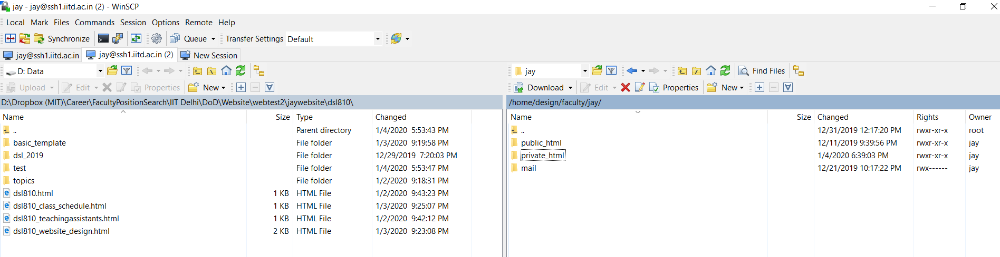 jay - jay@ssh1.iitd.ac.in (2) - WinSCP
Local Mark Files Commands Session Options Remote Help
Synchronize Queue Transfer Settings Default
jay@ssh1.iitd.ac.in jay@ssh1.iitd.ac.in (2) New Session
D: Data jay Find Files
Upload Edit Properties New Download Edit Properties New
D:\Dropbox (MIT)\Career\FacultyPositionSearch\IIT Delhi\DoD\Website\webtest2\jaywebsite\dsl810\ /home/design/faculty/jay/
Name Size Type Changed Name Size Changed Rights Owner
.. Parent directory 1/4/2020 5:53:43 PM .. 12/31/2019 12:17:20 PM rwxr-xr-x root
basic_template File folder 1/3/2020 9:19:58 PM public_html 12/11/2019 9:39:56 PM rwxr-xr-x jay
dsl_2019 File folder 12/29/2019 7:20:03 PM private_html 1/4/2020 6:39:03 PM rwxr-xr-x jay
test File folder 1/4/2020 5:53:47 PM mail 12/21/2019 10:17:22 PM rwx------ jay
topics File folder 1/2/2020 9:18:31 PM
dsl810.html 1 KB HTML File 1/2/2020 9:43:23 PM
dsl810_class_schedule.html 1 KB HTML File 1/3/2020 9:25:07 PM
dsl810_teachingassistants.html 1 KB HTML File 1/2/2020 9:42:12 PM
dsl810_website_design.html 2 KB HTML File 1/3/2020 9:23:08 PM